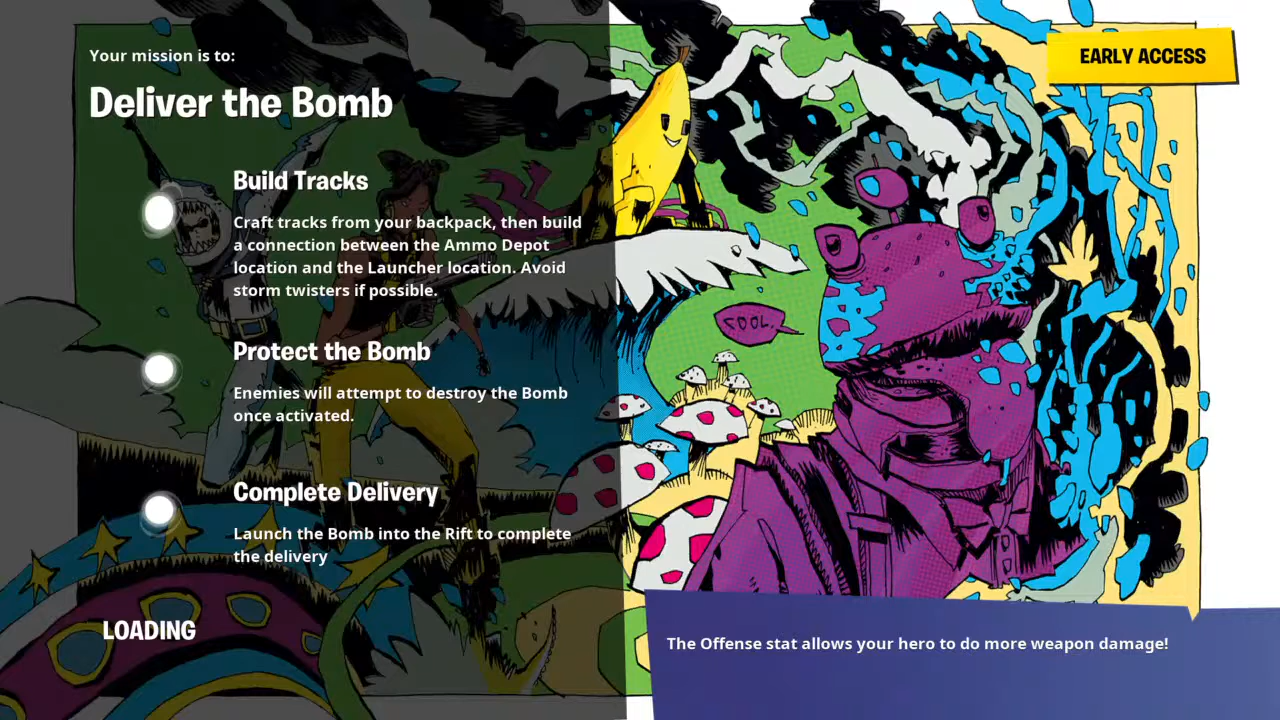 Your mission is to:
Deliver the Bomb
EARLY ACCESS
Build Tracks
Craft tracks from your backpack, then build
a connection between the Ammo Depot
location and the Launcher location. Avoid
storm twisters if possible.
Protect the Bomb
Enemies will attempt to destroy the Bomb
once activated.
Complete Delivery
Launch the Bomb into the Rift to complete
the delivery
COOL.
LOADING
The Offense stat allows your hero to do more weapon damage!